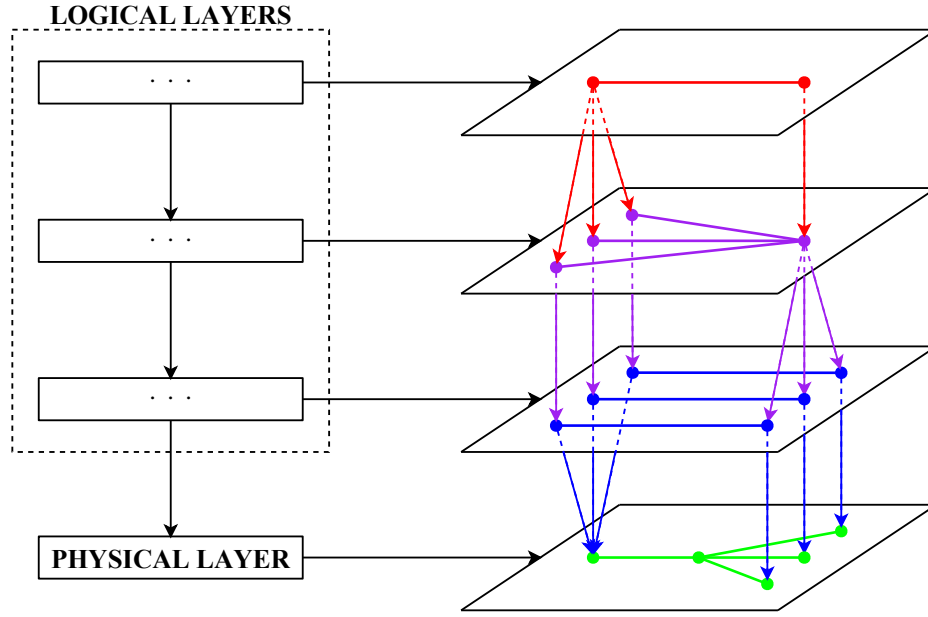 LOGICAL LAYERS
. . .
. . .
. . .
PHYSICAL LAYER